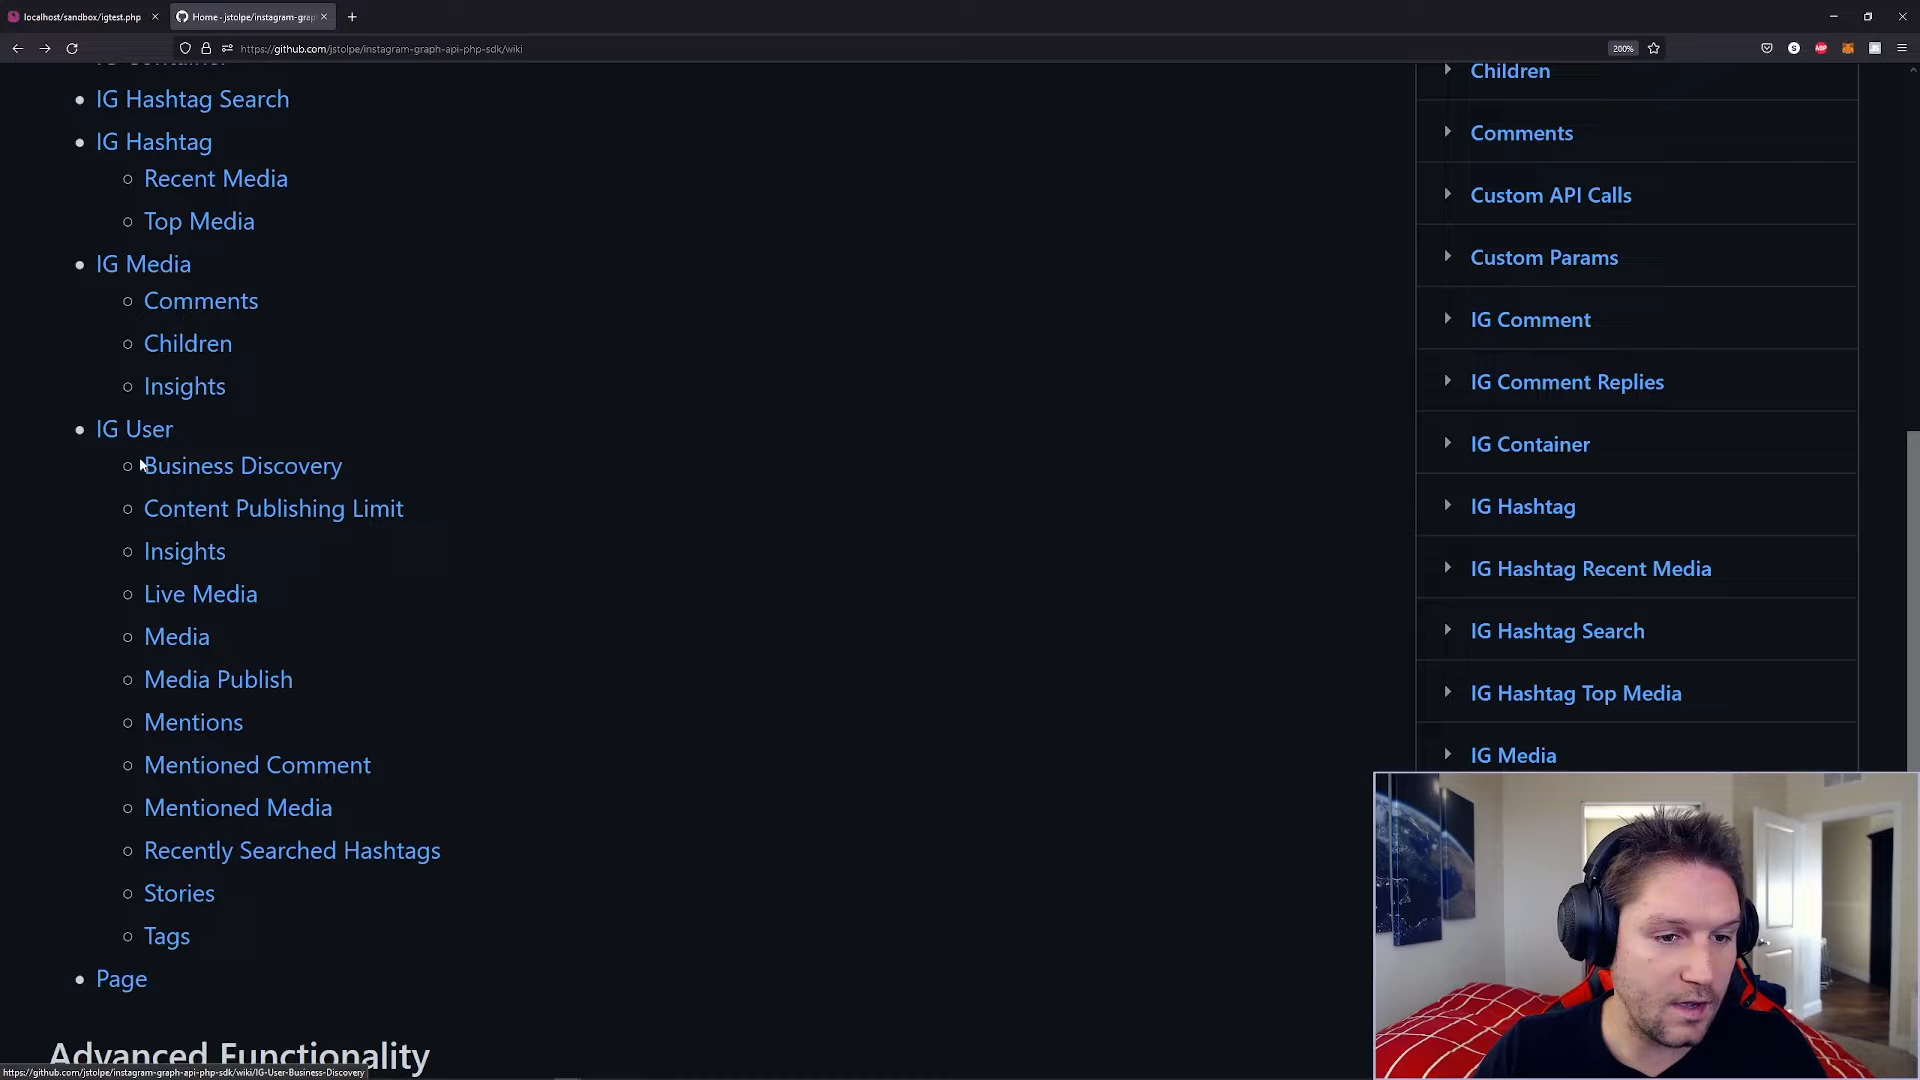 localhost/sandbox/igtest.php
Home - jstolpe/instagram-grap
https://github.com/jstolpe/instagram-graph-api-php-sdk/wiki
200%
IG Container
IG Hashtag Search
IG Hashtag
Recent Media
Top Media
IG Media
Comments
Children
Insights
IG User
Business Discovery
Content Publishing Limit
Insights
Live Media
Media
Media Publish
Mentions
Mentioned Comment
Mentioned Media
Recently Searched Hashtags
Stories
Tags
Page
Advanced Functionality
https://github.com/jstolpe/instagram-graph-api-php-sdk/wiki/IG-User-Business-Discovery
Children
Comments
Custom API Calls
Custom Params
IG Comment
IG Comment Replies
IG Container
IG Hashtag
IG Hashtag Recent Media
IG Hashtag Search
IG Hashtag Top Media
IG Media